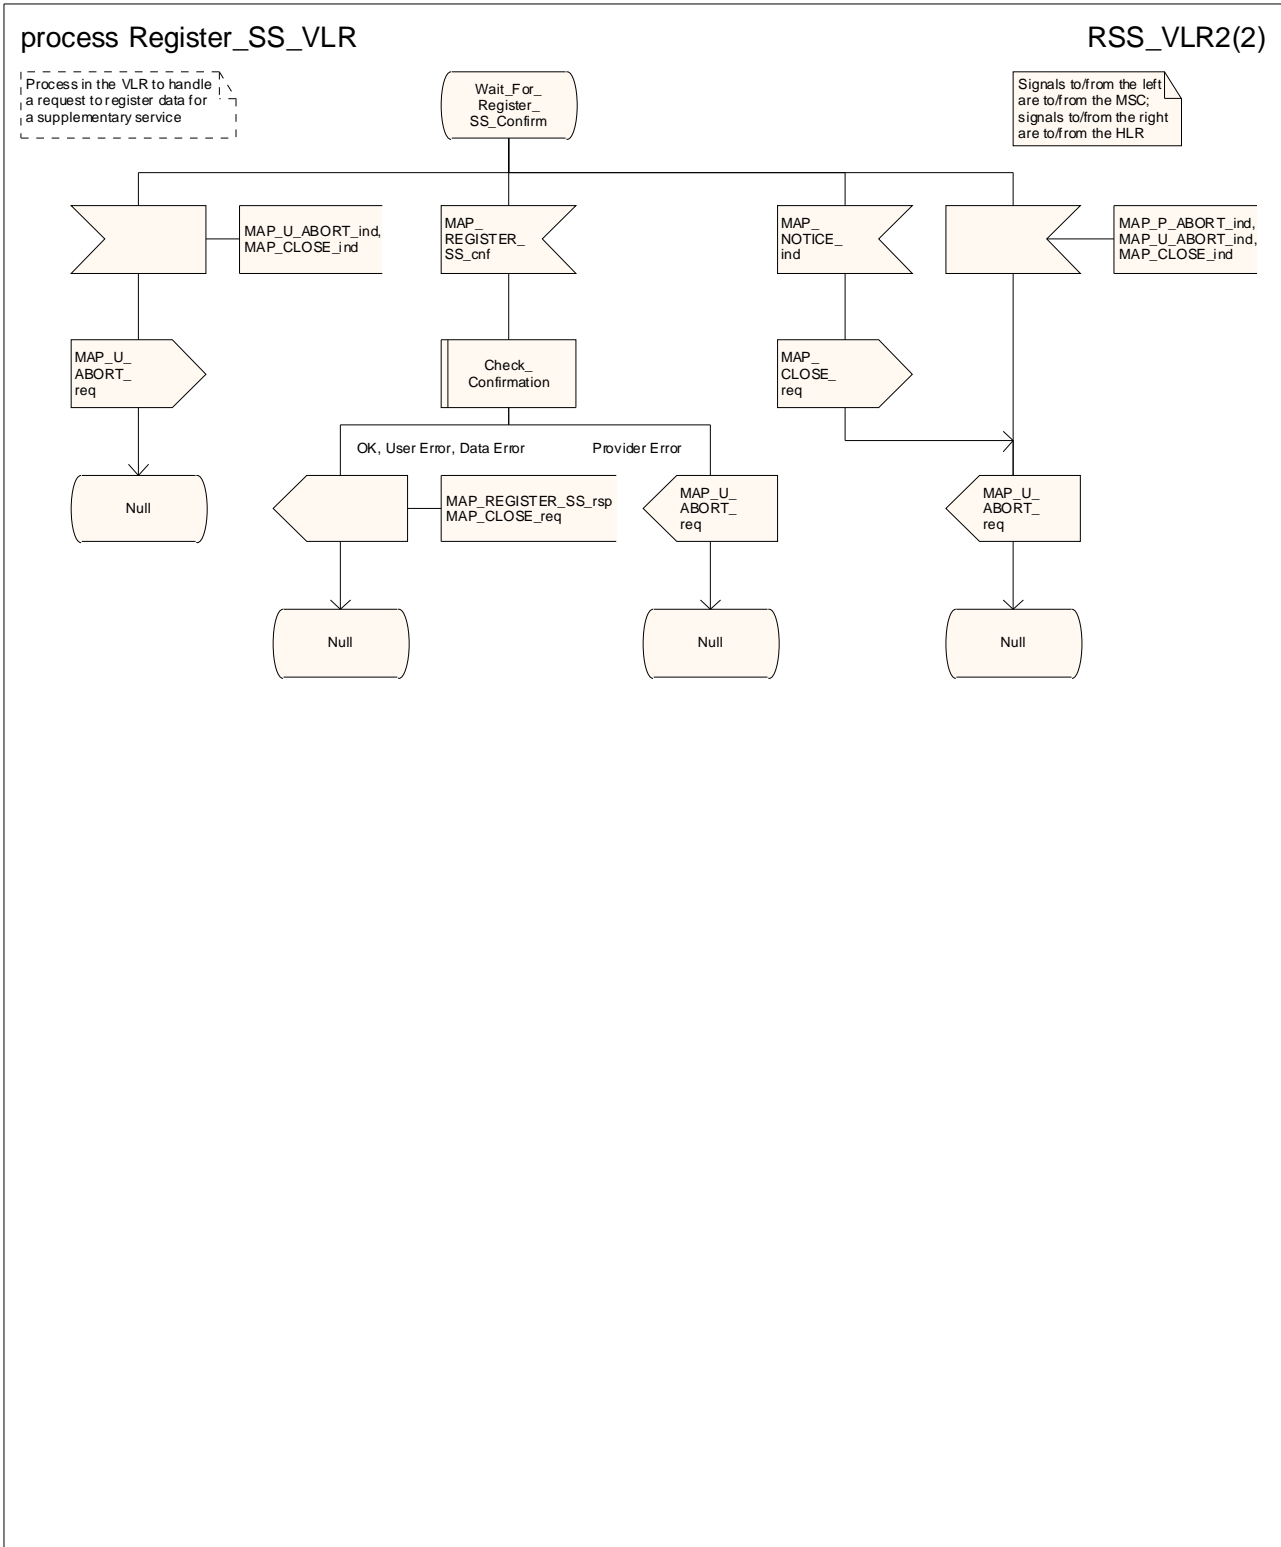 process Register_SS_VLR
RSS_VLR2(2)
Process in the VLR to handle
a request to register data for
a supplementary service
Wait_For_
Register_
SS_Confirm
Signals to/from the left
are to/from the MSC;
signals to/from the right
are to/from the HLR
MAP_U_ABORT_ind,
MAP_CLOSE_ind
MAP_
REGISTER_
SS_cnf
MAP_
NOTICE_
ind
MAP_P_ABORT_ind,
MAP_U_ABORT_ind,
MAP_CLOSE_ind
MAP_U_
ABORT_
req
Check_
Confirmation
MAP_
CLOSE_
req
OK, User Error, Data Error
Provider Error
Null
MAP_REGISTER_SS_rsp
MAP_CLOSE_req
MAP_U_
ABORT_
req
MAP_U_
ABORT_
req
Null
Null
Null